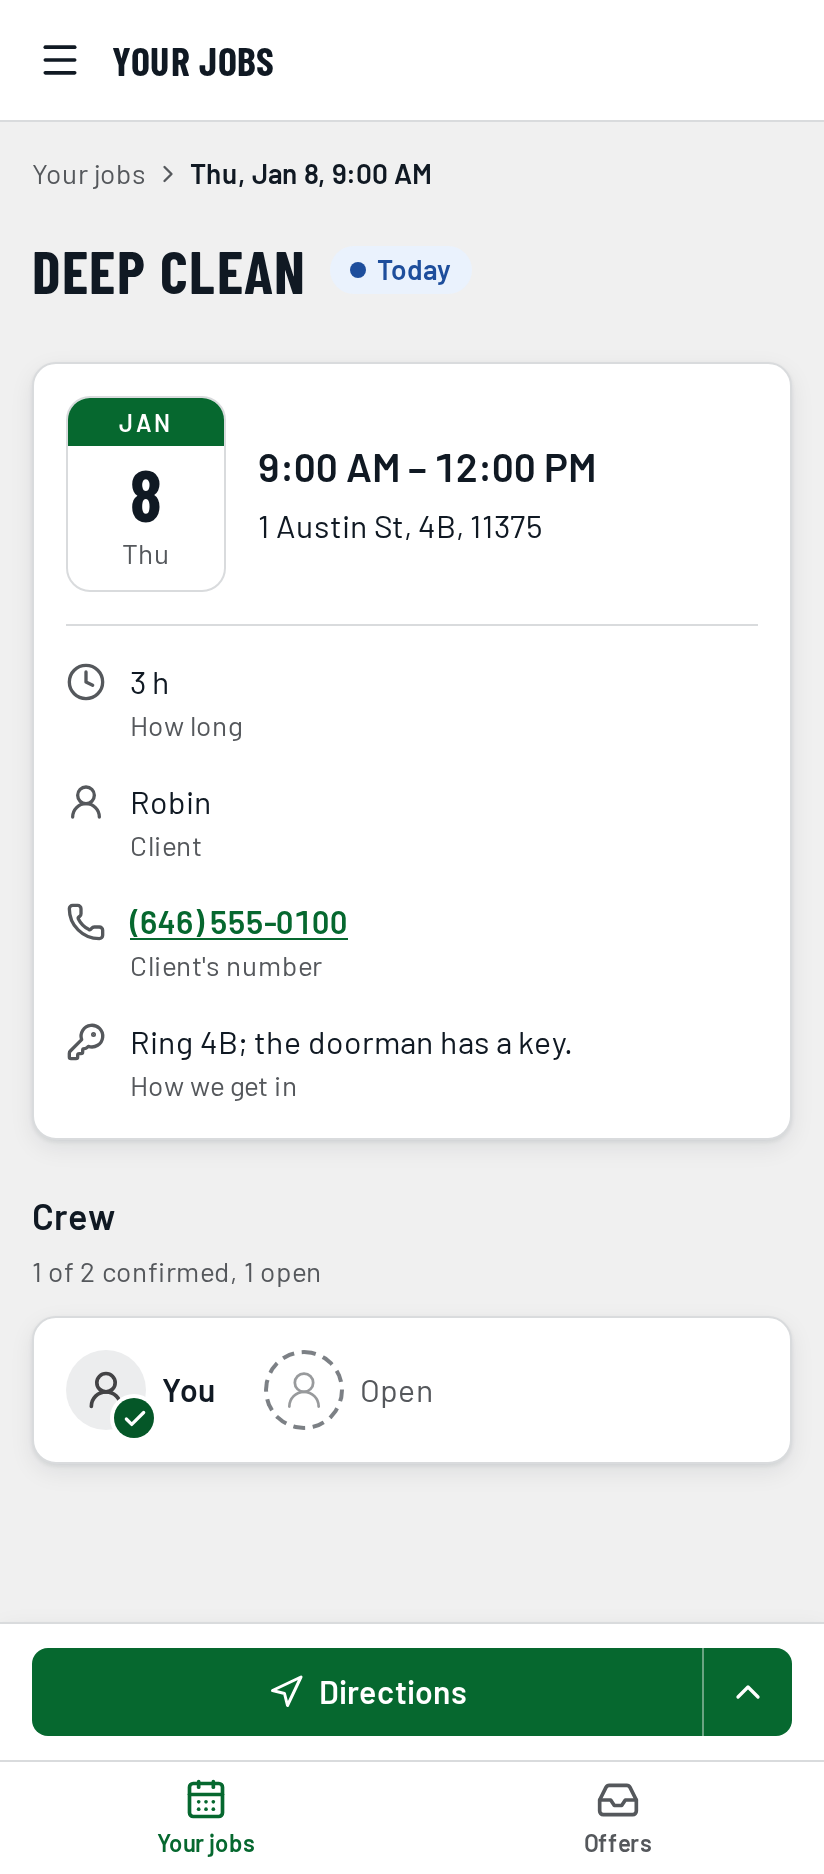 YOUR JOBS
Your jobs > Thu, Jan 8, 9:00 AM
DEEP CLEAN
Today
JAN
8
Thu
9:00 AM – 12:00 PM
1 Austin St, 4B, 11375
3 h
How long
Robin
Client
(646) 555-0100
Client's number
Ring 4B; the doorman has a key.
How we get in
Crew
1 of 2 confirmed, 1 open
You
Open
Directions
Your jobs
Offers